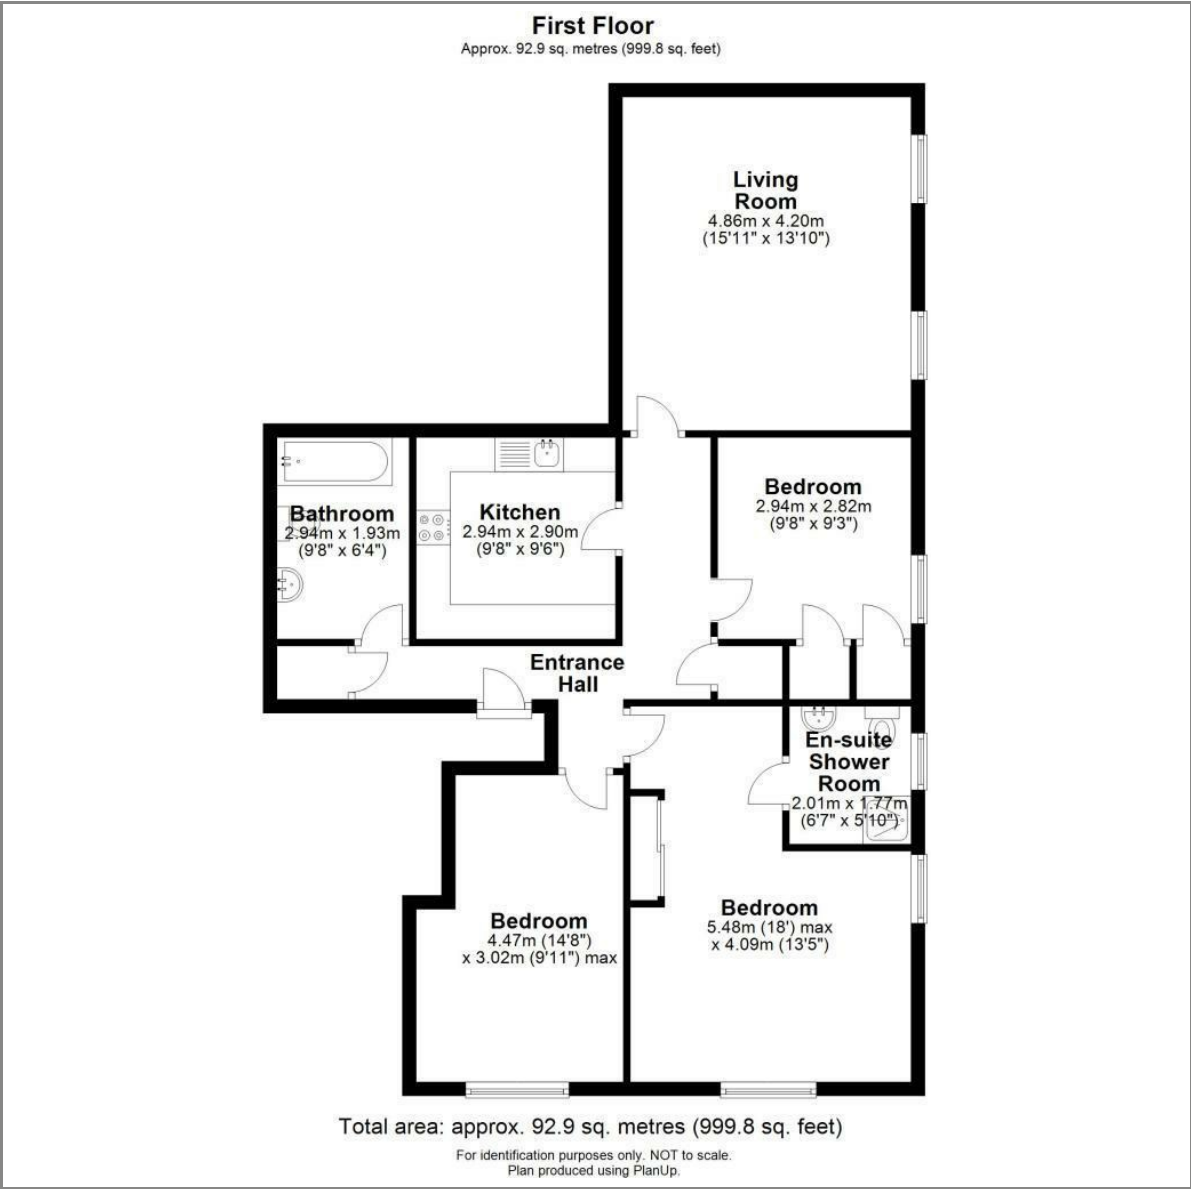 First Floor
Approx. 92.9 sq. metres (999.8 sq. feet)
Living
Room
4.86m x 4.20m
(15'11" x 13'10")
Bedroom
2.94m x 2.82m
(9'8" x 9'3")
Bathroom
2.94m x 1.93m
(9'8" x 6'4")
Kitchen
2.94m x 2.90m
(9'8" x 9'6")
Entrance
Hall
En-suite
Shower
Room
2.01m x 1.77m
(6'7" x 5'10")
Bedroom
4.47m (14'8")
x 3.02m (9'11") max
Bedroom
5.48m (18') max
x 4.09m (13'5")
Total area: approx. 92.9 sq. metres (999.8 sq. feet)
For identification purposes only. NOT to scale.
Plan produced using PlanUp.